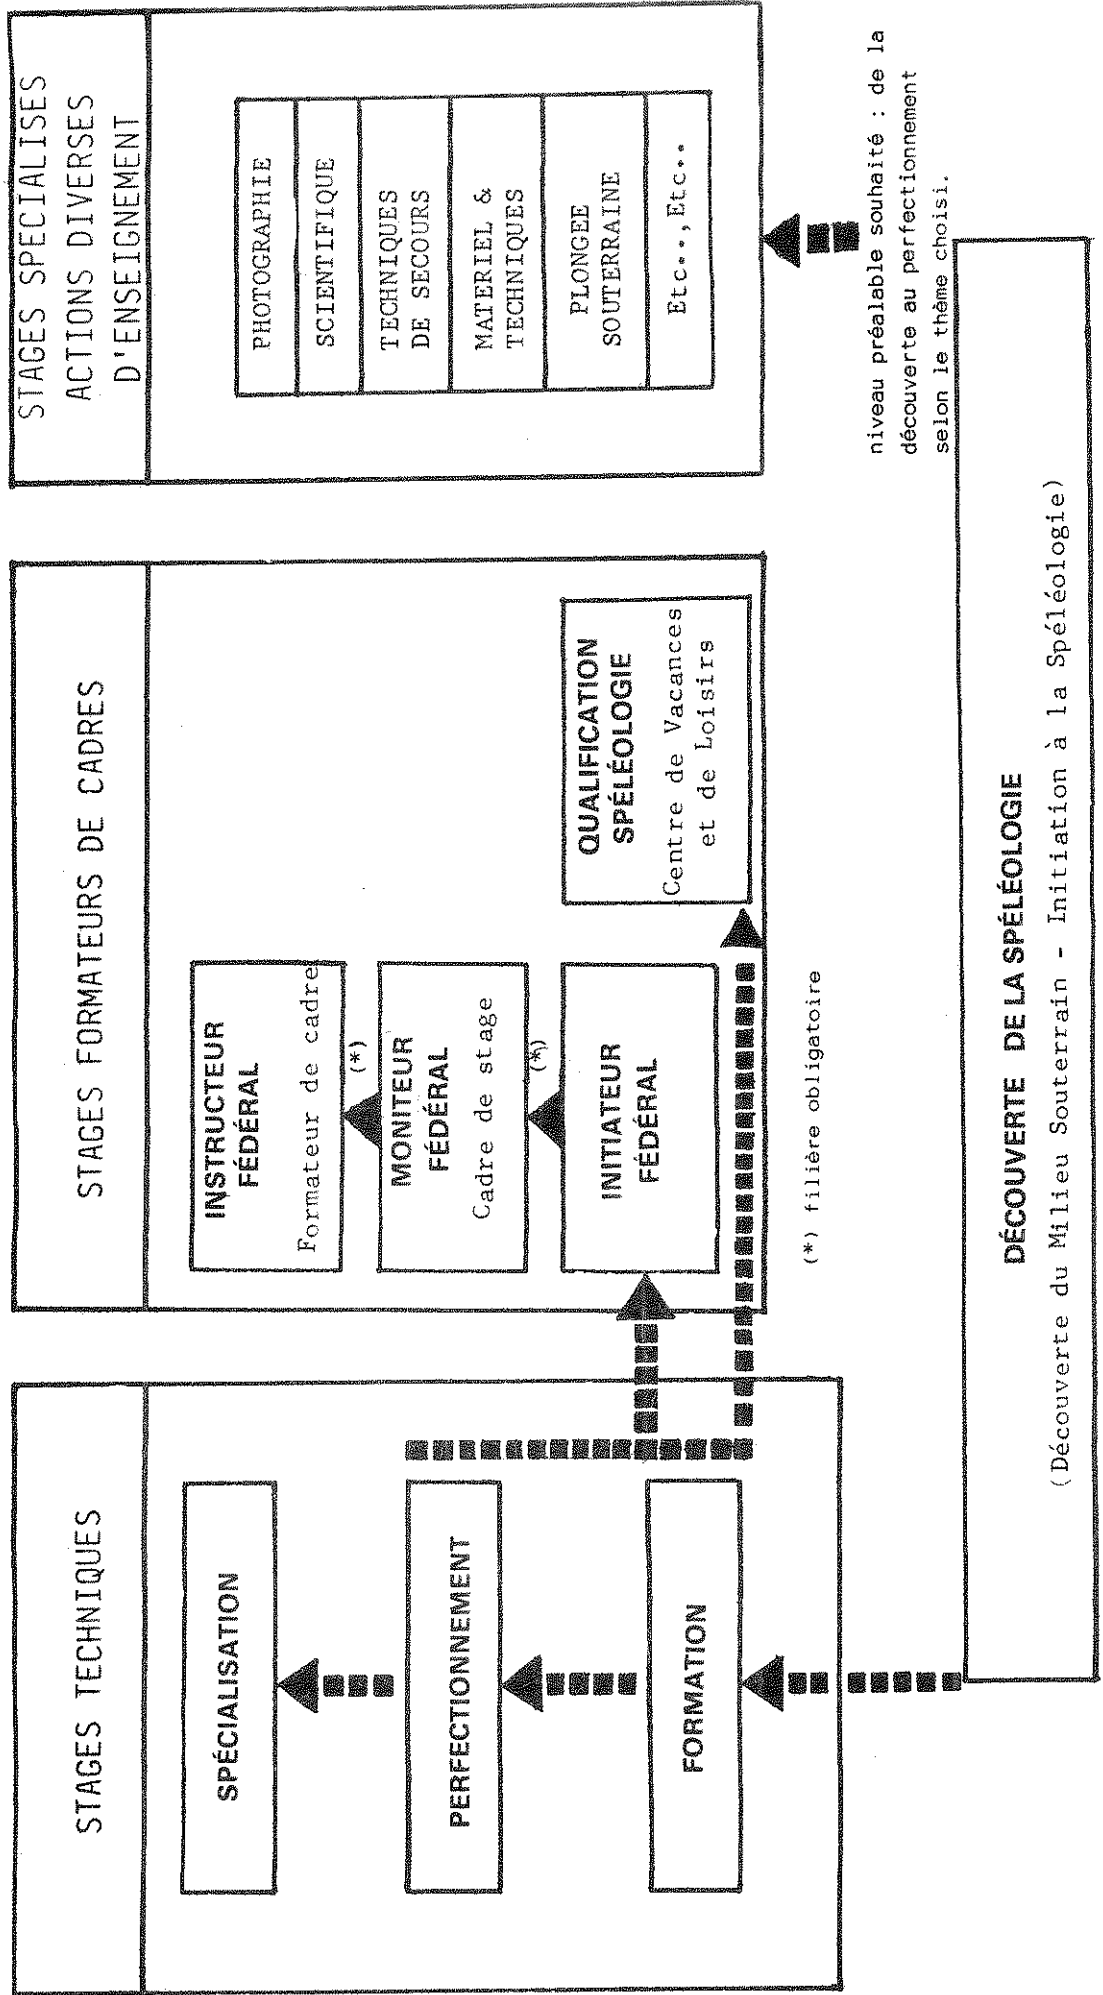 STAGES TECHNIQUES
SPÉCIALISATION
PERFECTIONNEMENT
FORMATION
STAGES FORMATEURS DE CADRES
INSTRUCTEUR
FÉDÉRAL
Formateur de cadre
(*)
MONITEUR
FÉDÉRAL
Cadre de stage
(*)
INITIATEUR
FÉDÉRAL
QUALIFICATION
SPÉLÉOLOGIE
Centre de Vacances
et de Loisirs
(*) filière obligatoire
STAGES SPECIALISES
ACTIONS DIVERSES
D'ENSEIGNEMENT
PHOTOGRAPHIE
SCIENTIFIQUE
TECHNIQUES
DE SECOURS
MATERIEL &
TECHNIQUES
PLONGEE
SOUTERRAINE
Etc..,Etc..
niveau préalable souhaité : de la
découverte au perfectionnement
selon le thème choisi.
DÉCOUVERTE DE LA SPÉLÉOLOGIE
(Découverte du Milieu Souterrain - Initiation à la Spéléologie)